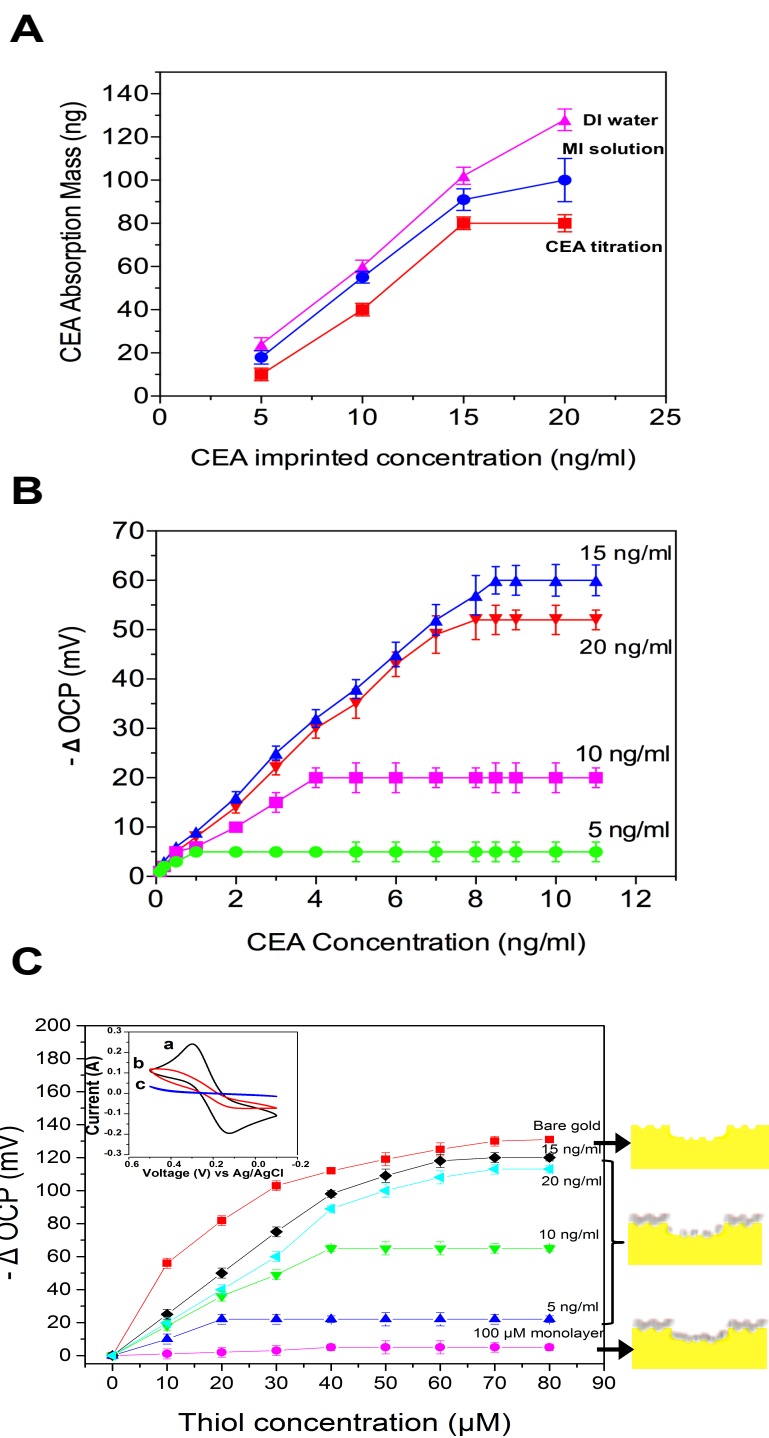 A
140
120
100
80
60
40
20
0
CEA Absorption Mass (ng)
DI water
MI solution
CEA titration
0 5 10 15 20 25
CEA imprinted concentration (ng/ml)
B
70
60
50
40
30
20
10
0
- Δ OCP (mV)
15 ng/ml
20 ng/ml
10 ng/ml
5 ng/ml
0 2 4 6 8 10 12
CEA Concentration (ng/ml)
C
200
180
160
140
120
100
80
60
40
20
0
- Δ OCP (mV)
0.3
0.2
0.1
0.0
-0.1
-0.2
-0.3
Current (A)
a
b
c
0.6 0.4 0.2 0.0 -0.2
Voltage (V) vs Ag/AgCl
Bare gold
15 ng/ml
20 ng/ml
10 ng/ml
5 ng/ml
100 µM monolayer
0 10 20 30 40 50 60 70 80 90
Thiol concentration (µM)